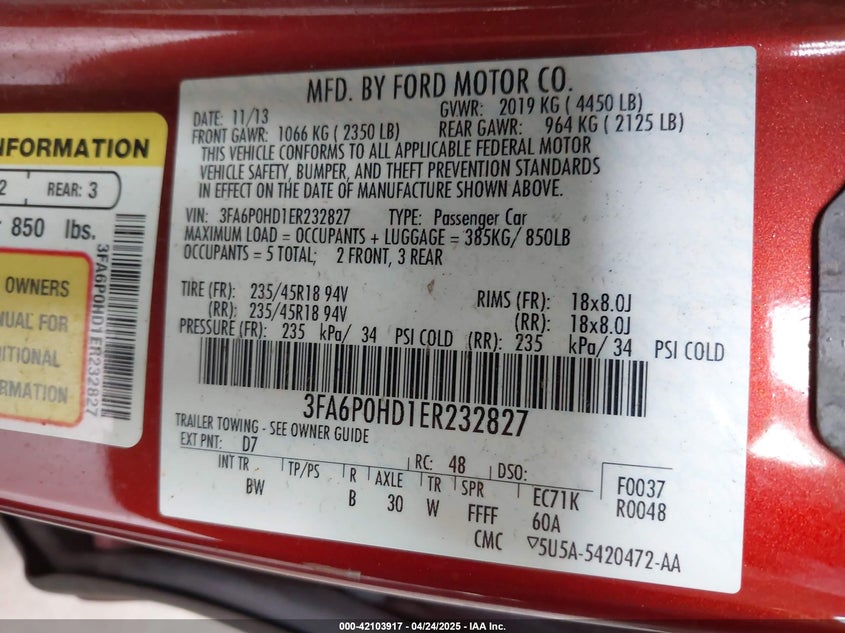 MFD. BY FORD MOTOR CO.
DATE: 11/13 GVWR: 2019 KG ( 4450 LB)
FRONT GAWR: 1066 KG ( 2350 LB) REAR GAWR: 964 KG ( 2125 LB)
THIS VEHICLE CONFORMS TO ALL APPLICABLE FEDERAL MOTOR
VEHICLE SAFETY, BUMPER, AND THEFT PREVENTION STANDARDS
IN EFFECT ON THE DATE OF MANUFACTURE SHOWN ABOVE.
VIN: 3FA6P0HD1ER232827 TYPE: Passenger Car
MAXIMUM LOAD = OCCUPANTS + LUGGAGE = 385KG/ 850LB
OCCUPANTS = 5 TOTAL; 2 FRONT, 3 REAR
TIRE (FR): 235/45R18 94V RIMS (FR): 18x8.0J
(RR): 235/45R18 94V (RR): 18x8.0J
PRESSURE (FR): 235 kPa/ 34 PSI COLD (RR): 235 kPa/ 34 PSI COLD
3FA6P0HD1ER232827
TRAILER TOWING - SEE OWNER GUIDE
EXT PNT: D7 RC: 48 DSO: F0037
INT TR TP/PS R AXLE TR SPR EC71K R0048
BW B 30 W FFFF 60A
CMC ▽5U5A-5420472-AA
NFORMATION
2 REAR: 3
850 lbs.
3FA6P0HD1ER232827
OWNERS
NUAL FOR
DITIONAL
RMATION
000-42103917 - 04/24/2025 - IAA Inc.